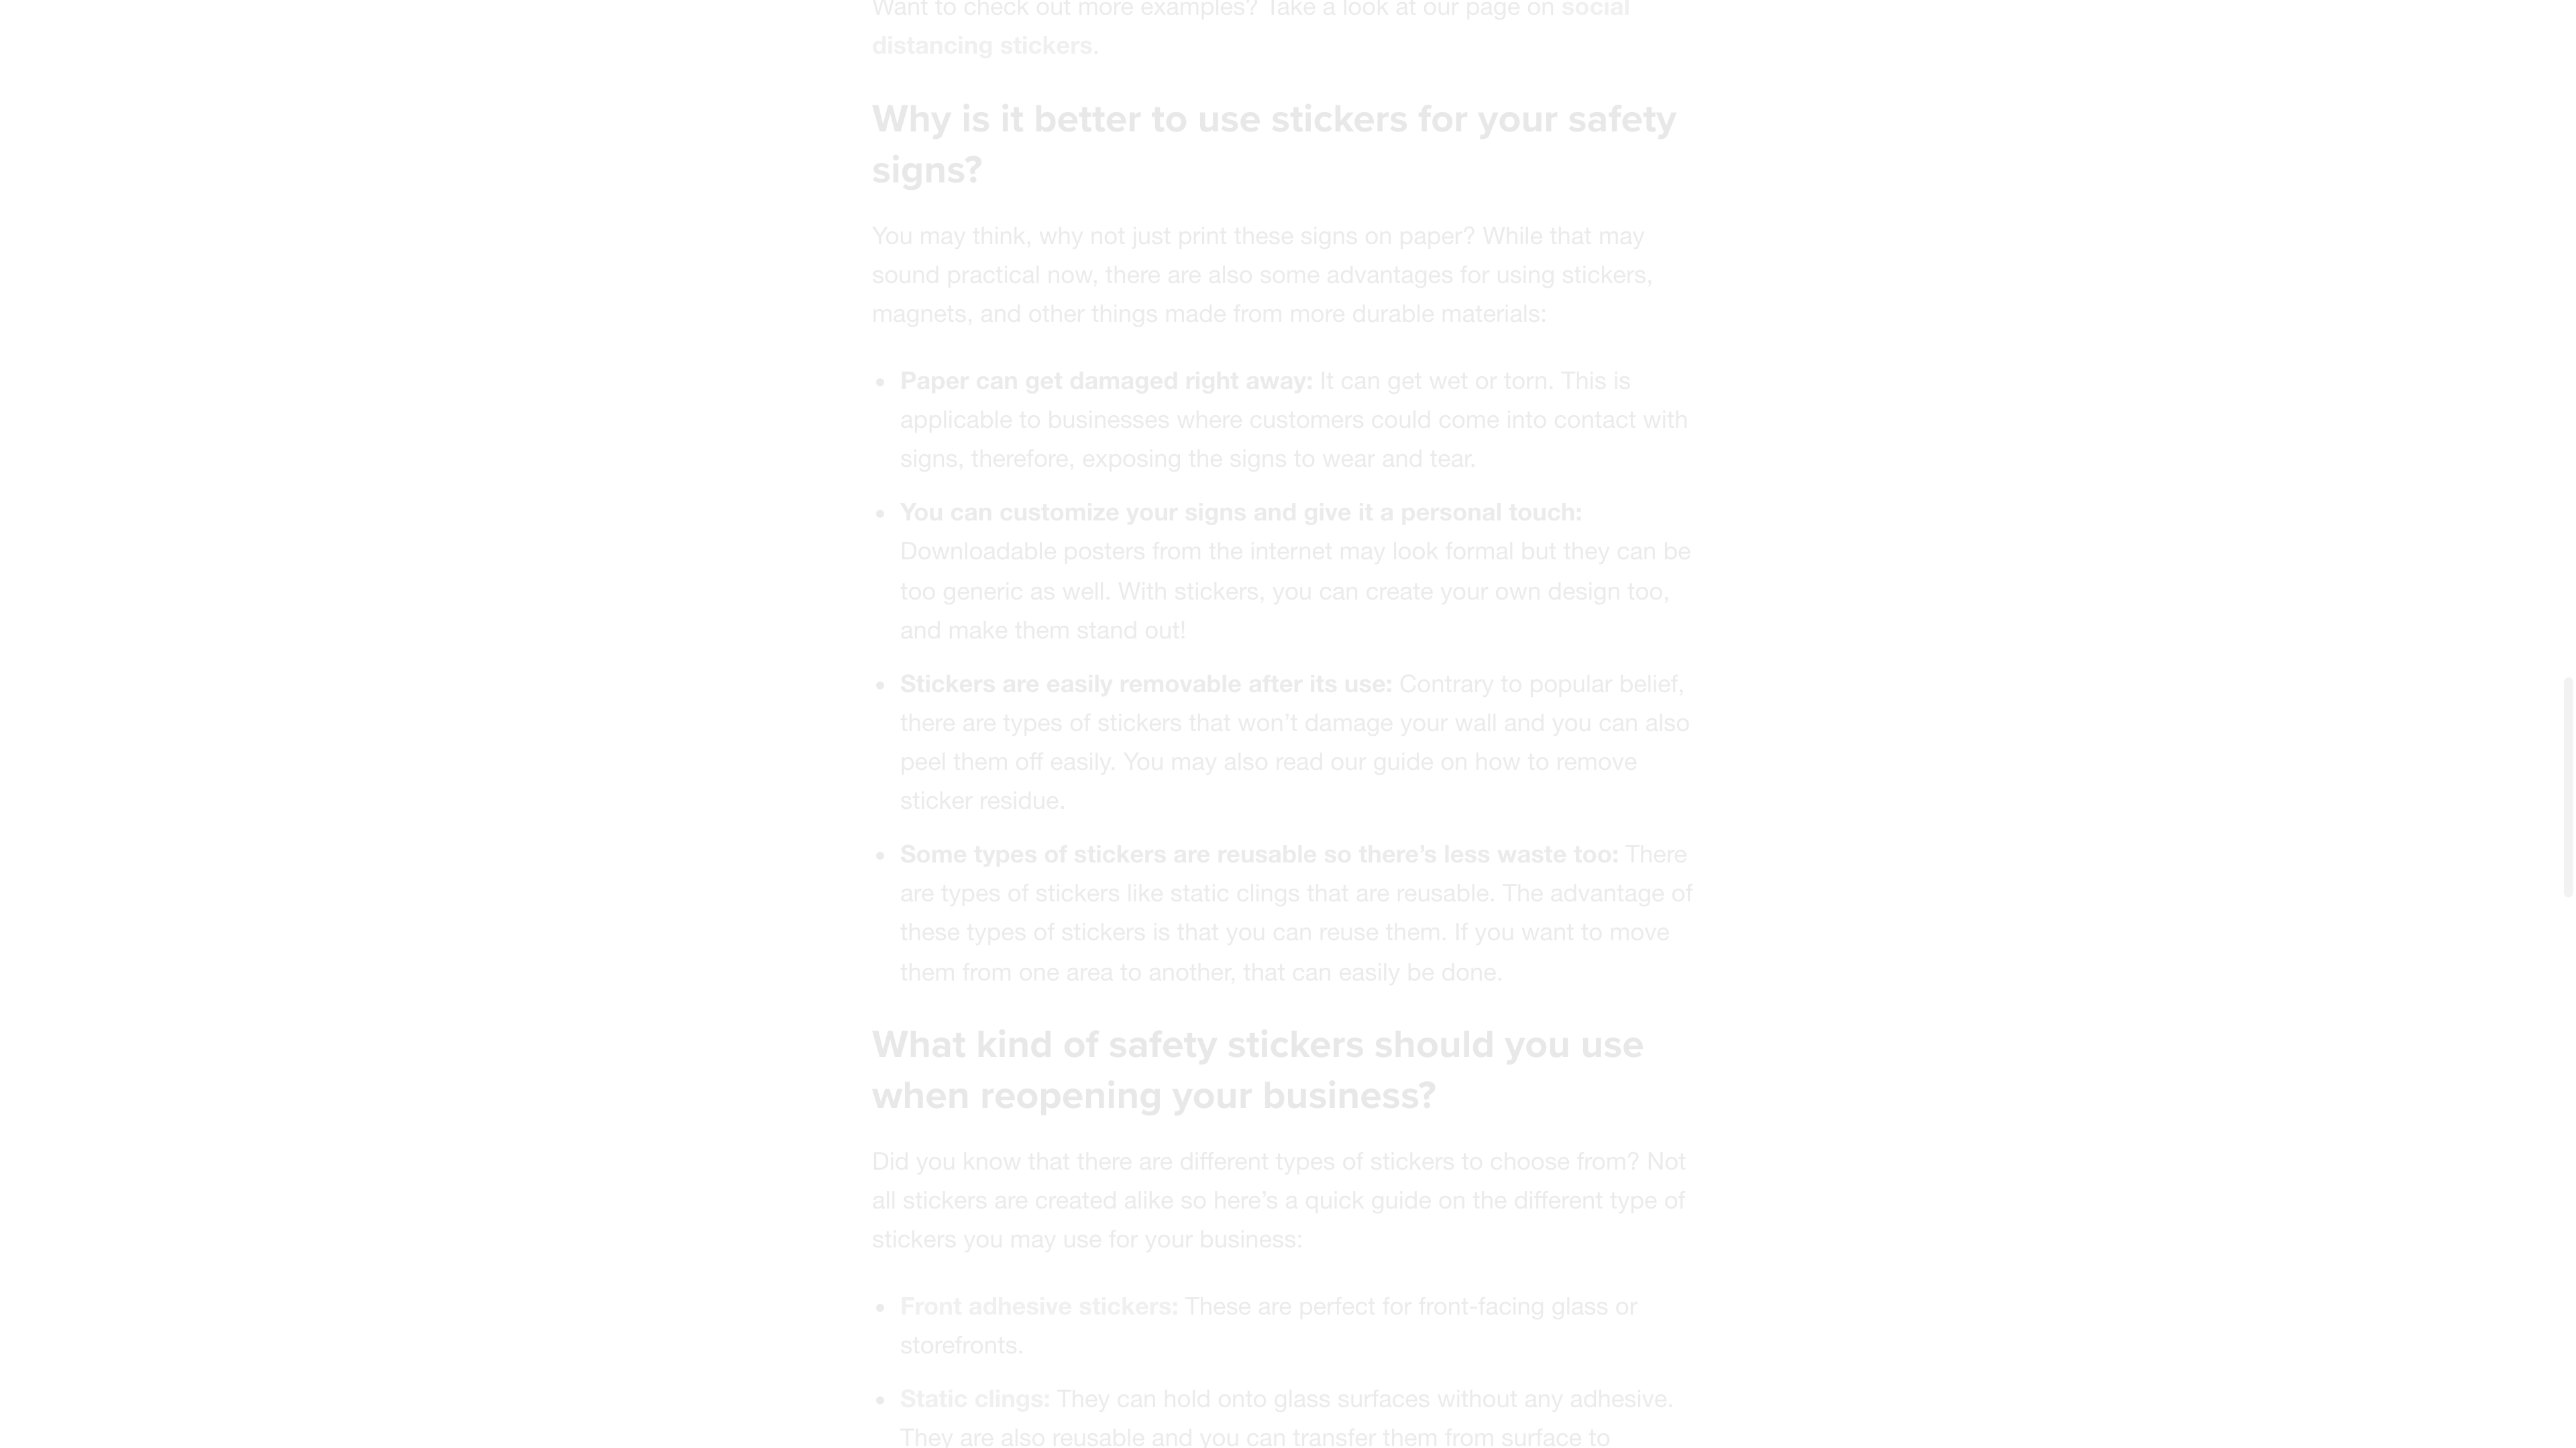 Want to check out more examples? Take a look at our page on social
distancing stickers.
Why is it better to use stickers for your safety
signs?
You may think, why not just print these signs on paper? While that may
sound practical now, there are also some advantages for using stickers,
magnets, and other things made from more durable materials:
• Paper can get damaged right away: It can get wet or torn. This is
applicable to businesses where customers could come into contact with
signs, therefore, exposing the signs to wear and tear.
• You can customize your signs and give it a personal touch:
Downloadable posters from the internet may look formal but they can be
too generic as well. With stickers, you can create your own design too,
and make them stand out!
• Stickers are easily removable after its use: Contrary to popular belief,
there are types of stickers that won’t damage your wall and you can also
peel them off easily. You may also read our guide on how to remove
sticker residue.
• Some types of stickers are reusable so there’s less waste too: There
are types of stickers like static clings that are reusable. The advantage of
these types of stickers is that you can reuse them. If you want to move
them from one area to another, that can easily be done.
What kind of safety stickers should you use
when reopening your business?
Did you know that there are different types of stickers to choose from? Not
all stickers are created alike so here’s a quick guide on the different type of
stickers you may use for your business:
• Front adhesive stickers: These are perfect for front-facing glass or
storefronts.
• Static clings: They can hold onto glass surfaces without any adhesive.
They are also reusable and you can transfer them from surface to